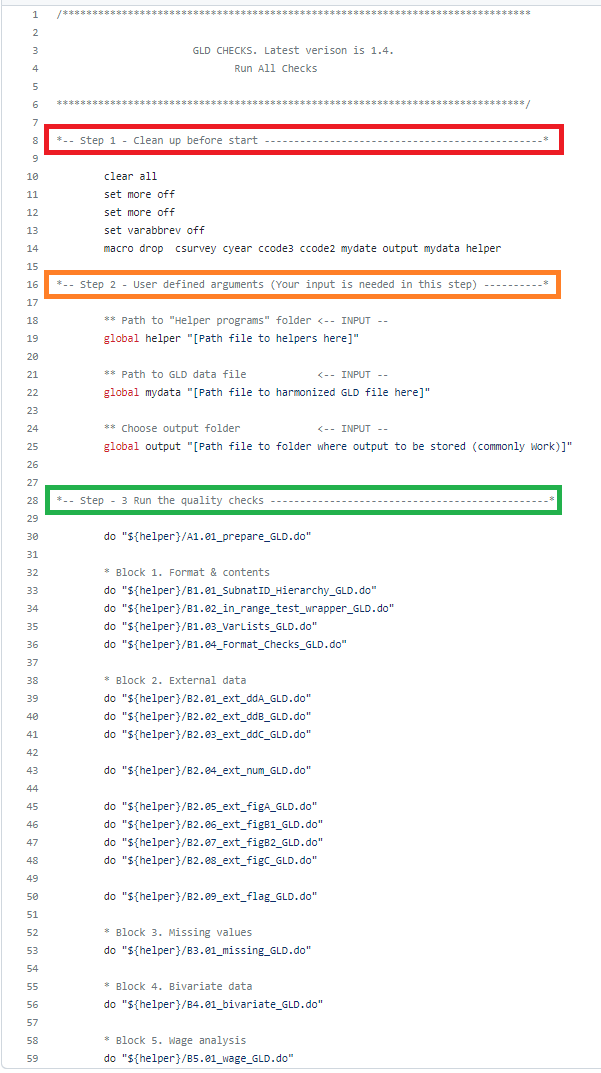 1 /*******************************************************************************
2
3 GLD CHECKS. Latest verison is 1.4.
4 Run All Checks
5
6 *******************************************************************************/
7
8 *-- Step 1 - Clean up before start -----------------------------------------------*
9
10 clear all
11 set more off
12 set more off
13 set varabbrev off
14 macro drop  csurvey cyear ccode3 ccode2 mydate output mydata helper
15
16 *-- Step 2 - User defined arguments (Your input is needed in this step) ----------*
17
18 ** Path to "Helper programs" folder <-- INPUT --
19 global helper "[Path file to helpers here]"
20
21 ** Path to GLD data file            <-- INPUT --
22 global mydata "[Path file to harmonized GLD file here]"
23
24 ** Choose output folder             <-- INPUT --
25 global output "[Path file to folder where output to be stored (commonly Work)]"
26
27
28 *-- Step - 3 Run the quality checks -----------------------------------------------*
29
30 do "${helper}/A1.01_prepare_GLD.do"
31
32 * Block 1. Format & contents
33 do "${helper}/B1.01_SubnatID_Hierarchy_GLD.do"
34 do "${helper}/B1.02_in_range_test_wrapper_GLD.do"
35 do "${helper}/B1.03_VarLists_GLD.do"
36 do "${helper}/B1.04_Format_Checks_GLD.do"
37
38 * Block 2. External data
39 do "${helper}/B2.01_ext_ddA_GLD.do"
40 do "${helper}/B2.02_ext_ddB_GLD.do"
41 do "${helper}/B2.03_ext_ddC_GLD.do"
42
43 do "${helper}/B2.04_ext_num_GLD.do"
44
45 do "${helper}/B2.05_ext_figA_GLD.do"
46 do "${helper}/B2.06_ext_figB1_GLD.do"
47 do "${helper}/B2.07_ext_figB2_GLD.do"
48 do "${helper}/B2.08_ext_figC_GLD.do"
49
50 do "${helper}/B2.09_ext_flag_GLD.do"
51
52 * Block 3. Missing values
53 do "${helper}/B3.01_missing_GLD.do"
54
55 * Block 4. Bivariate data
56 do "${helper}/B4.01_bivariate_GLD.do"
57
58 * Block 5. Wage analysis
59 do "${helper}/B5.01_wage_GLD.do"